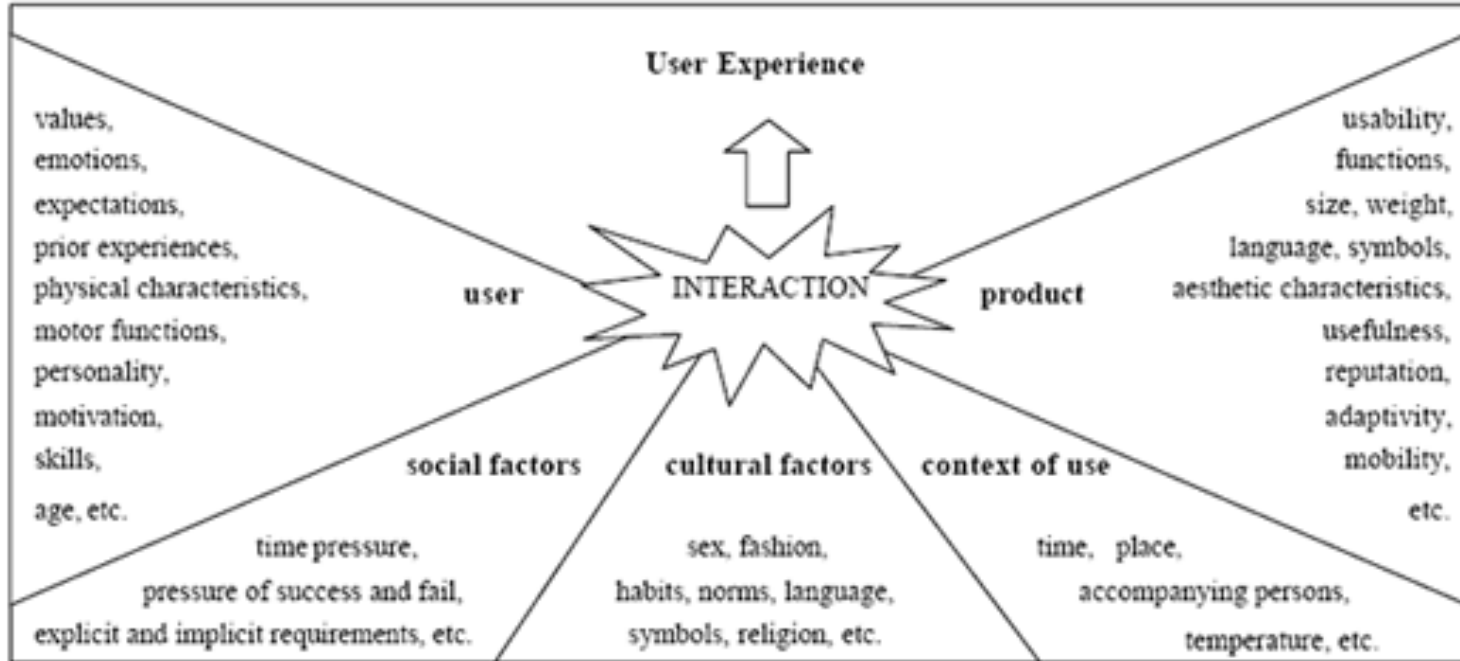 User Experience
INTERACTION
user
values,
emotions,
expectations,
prior experiences,
physical characteristics,
motor functions,
personality,
motivation,
skills,
age, etc.
product
usability,
functions,
size, weight,
language, symbols,
aesthetic characteristics,
usefulness,
reputation,
adaptivity,
mobility,
etc.
social factors
time pressure,
pressure of success and fail,
explicit and implicit requirements, etc.
cultural factors
sex, fashion,
habits, norms, language,
symbols, religion, etc.
context of use
time, place,
accompanying persons,
temperature, etc.